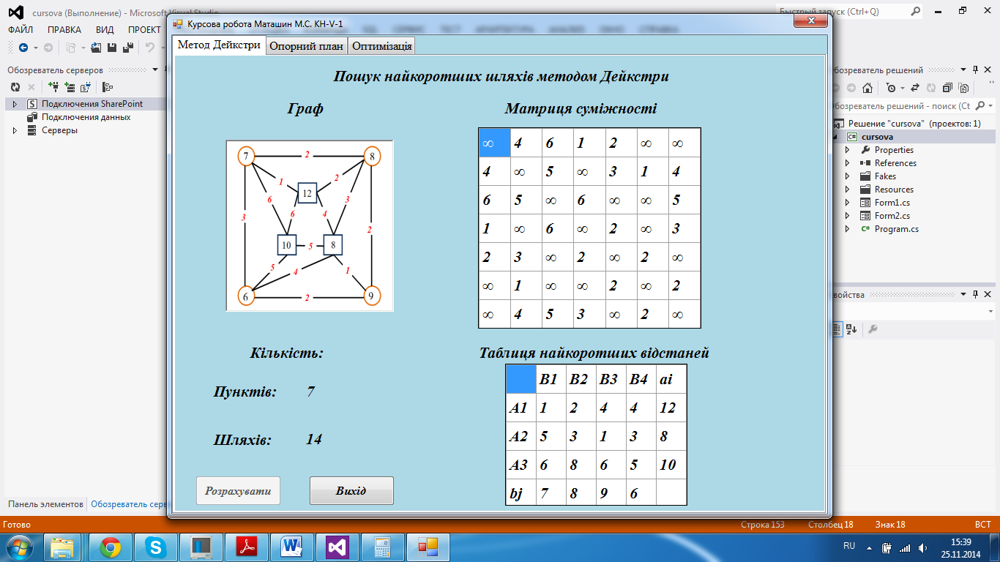 cursova (Выполнение) - Microsoft Visual Studio
Быстрый запуск (Ctrl+Q)
ФАЙЛ ПРАВКА ВИД ПРОЕКТ
Обозреватель серверов
Подключения SharePoint
Подключения данных
Серверы
Панель элементов Обозреватель серв
Курсова робота Маташин М.С. КН-V-1
Метод Дейкстри Опорний план Оптимізація
Пошук найкоротших шляхів методом Дейкстри
Граф
7 2 8
1 2
12
6 3
6 4
3 2
10 5 8
5 4 1
6 2 9
Матриця суміжності
∞ 4 6 1 2 ∞ ∞
4 ∞ 5 ∞ 3 1 4
6 5 ∞ 6 ∞ ∞ 5
1 ∞ 6 ∞ 2 ∞ 3
2 3 ∞ 2 ∞ 2 ∞
∞ 1 ∞ ∞ 2 ∞ 2
∞ 4 5 3 ∞ 2 ∞
Кількість:
Пунктів: 7
Шляхів: 14
Розрахувати Вихід
Таблиця найкоротших відстаней
B1 B2 B3 B4 ai
A1 1 2 4 4 12
A2 5 3 1 3 8
A3 6 8 6 5 10
bj 7 8 9 6
бозреватель решений
бозреватель решений - поиск (Ct
Решение "cursova" (проектов: 1)
cursova
Properties
References
Fakes
Resources
Form1.cs
Form2.cs
Program.cs
войства
Готово Строка 153 Столбец 18 Знак 18 ВСТ
RU 15:39
25.11.2014